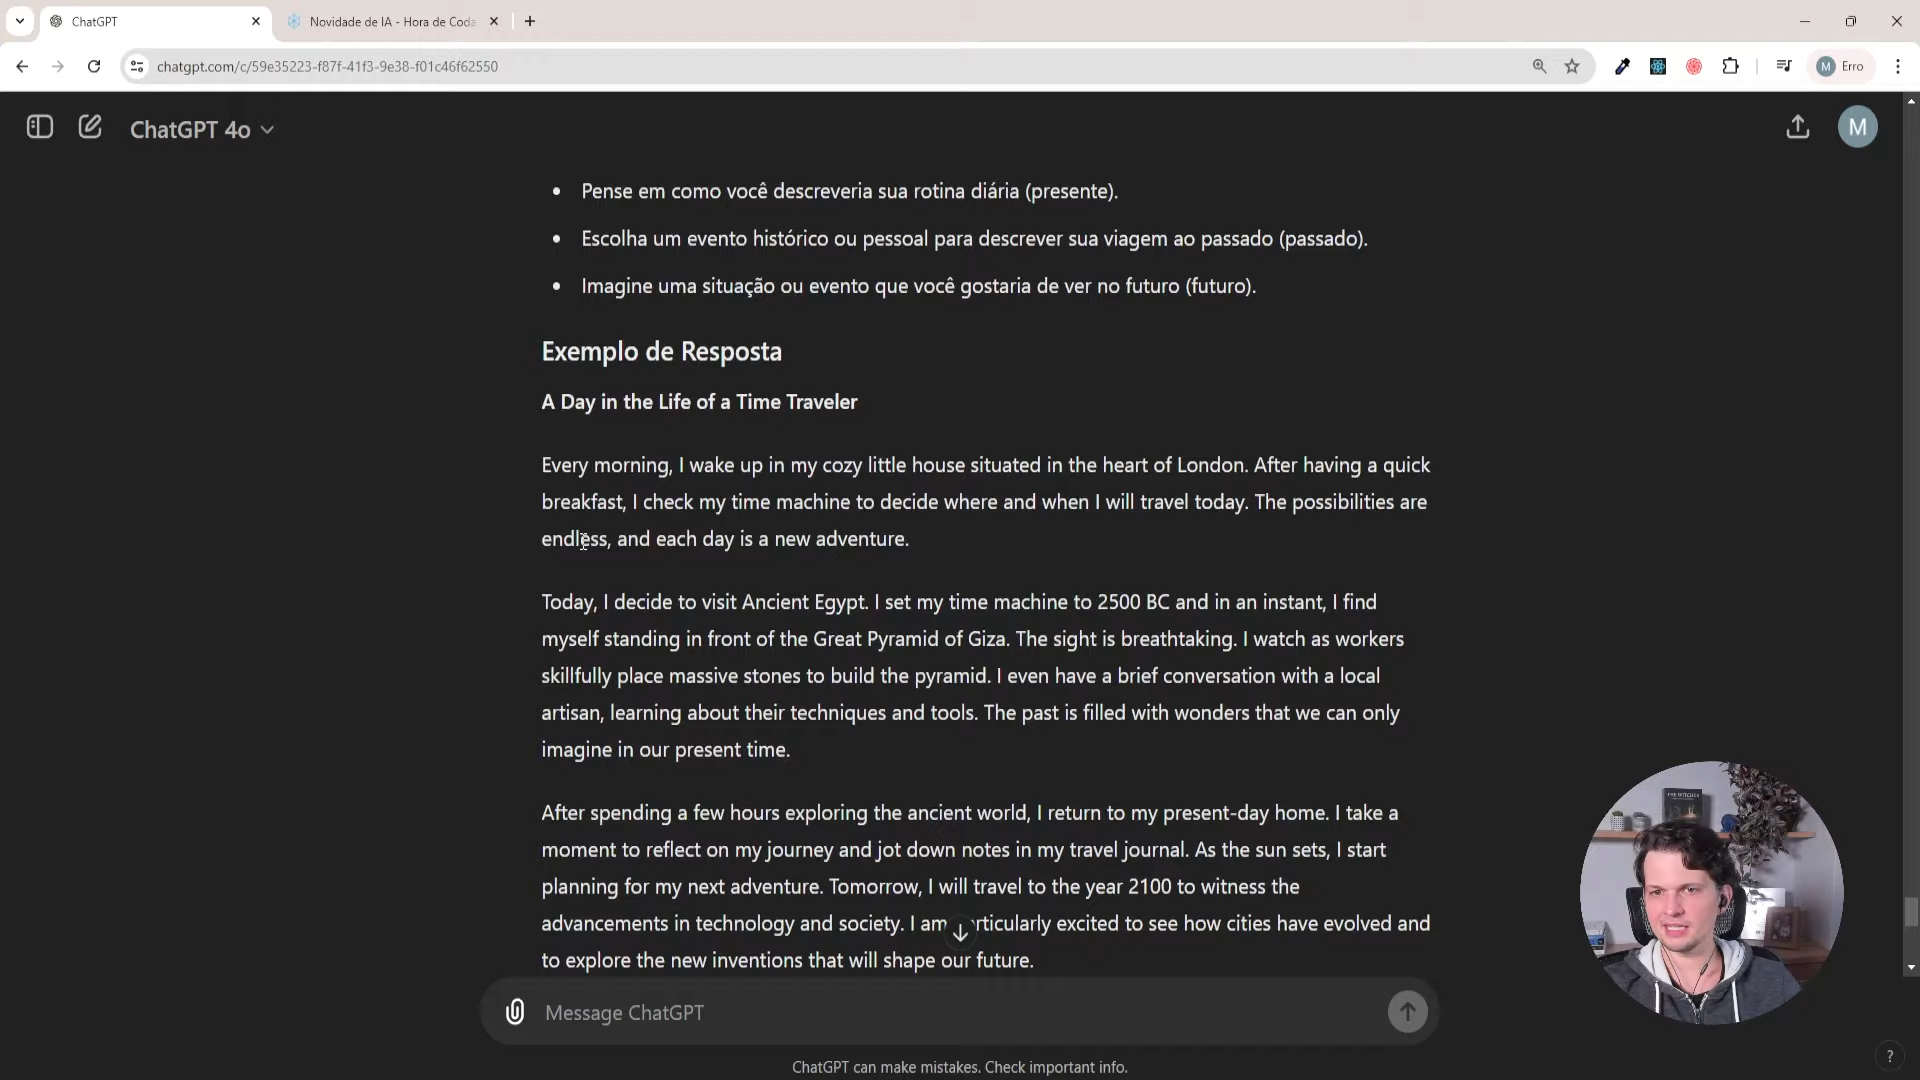 ChatGPT
Novidade de IA - Hora de Coda
chatgpt.com/c/59e35223-f87f-41f3-9e38-f01c46f62550
M
Erro
ChatGPT 4o
M
• Pense em como você descreveria sua rotina diária (presente).
• Escolha um evento histórico ou pessoal para descrever sua viagem ao passado (passado).
• Imagine uma situação ou evento que você gostaria de ver no futuro (futuro).
Exemplo de Resposta
A Day in the Life of a Time Traveler
Every morning, I wake up in my cozy little house situated in the heart of London. After having a quick
breakfast, I check my time machine to decide where and when I will travel today. The possibilities are
endless, and each day is a new adventure.
Today, I decide to visit Ancient Egypt. I set my time machine to 2500 BC and in an instant, I find
myself standing in front of the Great Pyramid of Giza. The sight is breathtaking. I watch as workers
skillfully place massive stones to build the pyramid. I even have a brief conversation with a local
artisan, learning about their techniques and tools. The past is filled with wonders that we can only
imagine in our present time.
After spending a few hours exploring the ancient world, I return to my present-day home. I take a
moment to reflect on my journey and jot down notes in my travel journal. As the sun sets, I start
planning for my next adventure. Tomorrow, I will travel to the year 2100 to witness the
advancements in technology and society. I am particularly excited to see how cities have evolved and
to explore the new inventions that will shape our future.
Message ChatGPT
ChatGPT can make mistakes. Check important info.
?